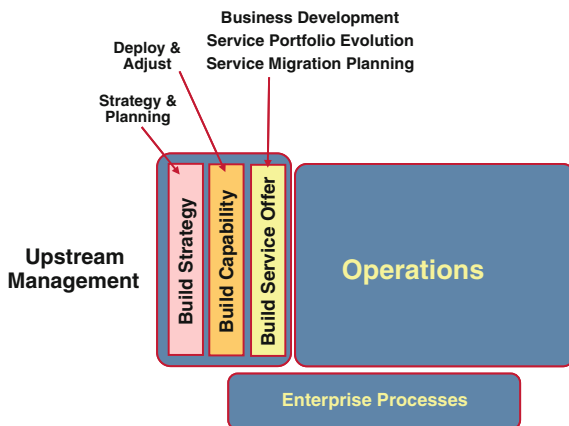 Business Development
Service Portfolio Evolution
Service Migration Planning
Deploy &
Adjust
Strategy &
Planning
Upstream
Management
Build Strategy
Build Capability
Build Service Offer
Operations
Enterprise Processes